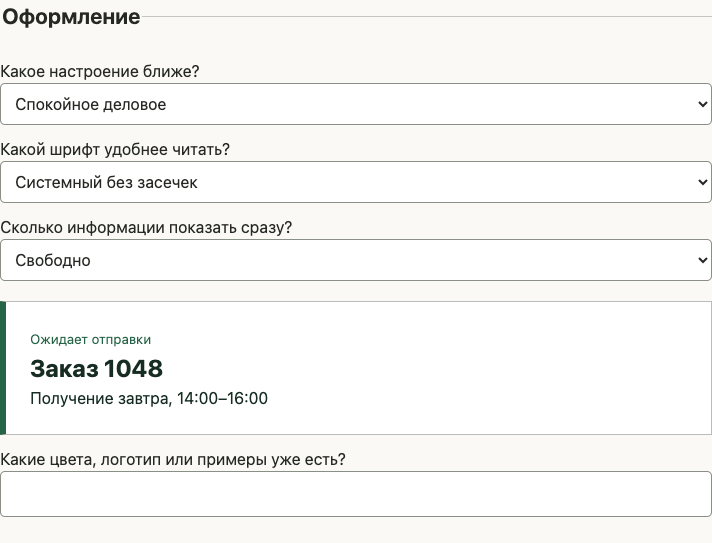 Оформление
Какое настроение ближе?
Спокойное деловое
Какой шрифт удобнее читать?
Системный без засечек
Сколько информации показать сразу?
Свободно
Ожидает отправки
Заказ 1048
Получение завтра, 14:00–16:00
Какие цвета, логотип или примеры уже есть?